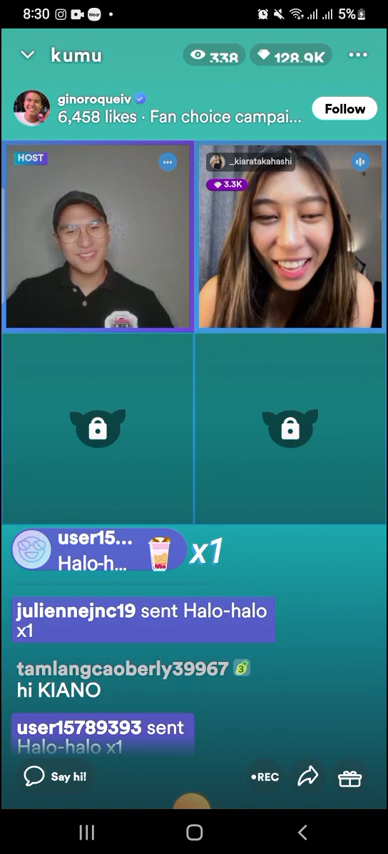 8:30
5%
kumu
338
128.9K
ginoroqueiv
6,458 likes · Fan choice campai...
Follow
HOST
_kiaratakahashi
3.3K
user15...
Halo-h...
x1
juliennejnc19 sent Halo-halo
x1
tamlangcaoberly39967 3
hi KIANO
user15789393 sent
Halo-halo x1
Say hi!
•REC